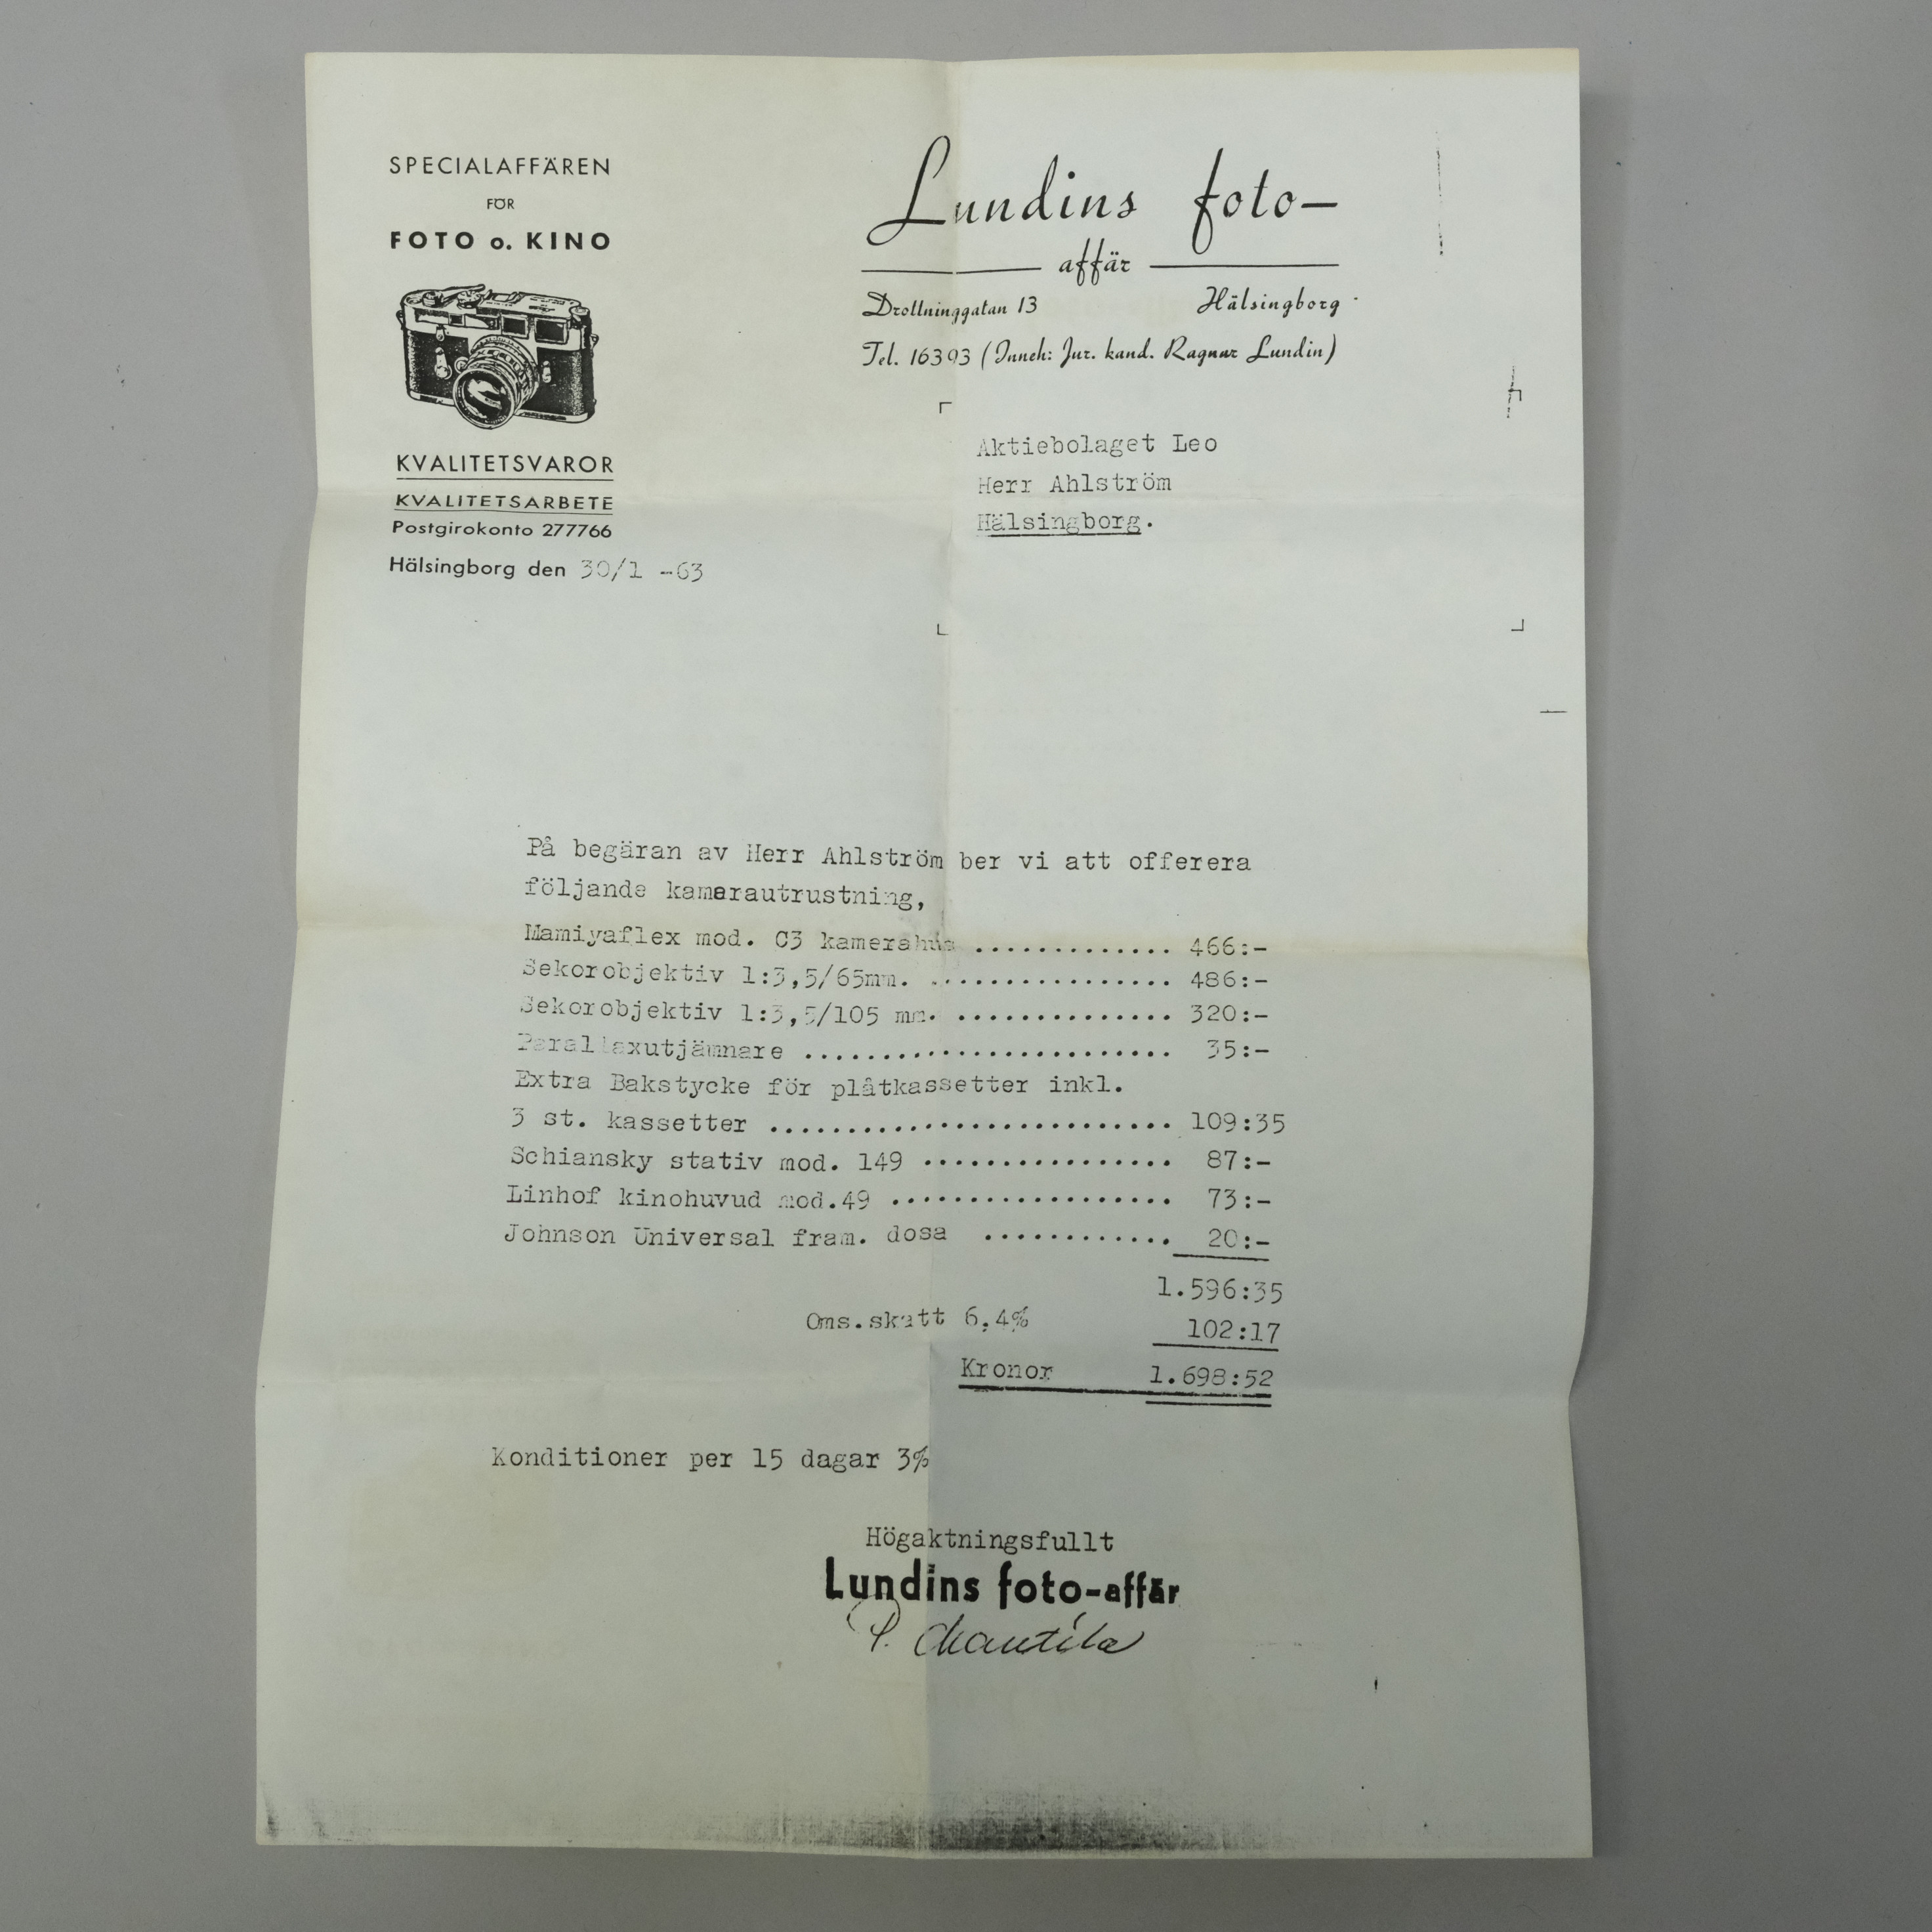 SPECIALAFFÄREN
FÖR
FOTO o. KINO
KVALITETSVAROR
KVALITETSARBETE
Postgirokonto 277766
Hälsingborg den 30/1 -63
Lundins foto-
affär
Drottninggatan 13 Hälsingborg
Tel. 16393 (Inneh: Jur. kand. Ragnar Lundin)
Aktiebolaget Leo
Herr Ahlström
Hälsingborg.
På begäran av Herr Ahlström ber vi att offerera
följande kamerautrustning,
Mamiyaflex mod. C3 kamerahus ............. 466:-
Sekorobjektiv 1:3,5/65mm. ................ 486:-
Sekorobjektiv 1:3,5/105 mm. .............. 320:-
Parallaxutjämnare ........................ 35:-
Extra Bakstycke för plåtkassetter inkl.
3 st. kassetter .......................... 109:35
Schiansky stativ mod. 149 ................ 87:-
Linhof kinohuvud mod.49 .................. 73:-
Johnson Universal fram. dosa ............ 20:-
1.596:35
Oms.skatt 6,4% 102:17
Kronor 1.698:52
Konditioner per 15 dagar 3%
Högaktningsfullt
Lundins foto-affär
P.